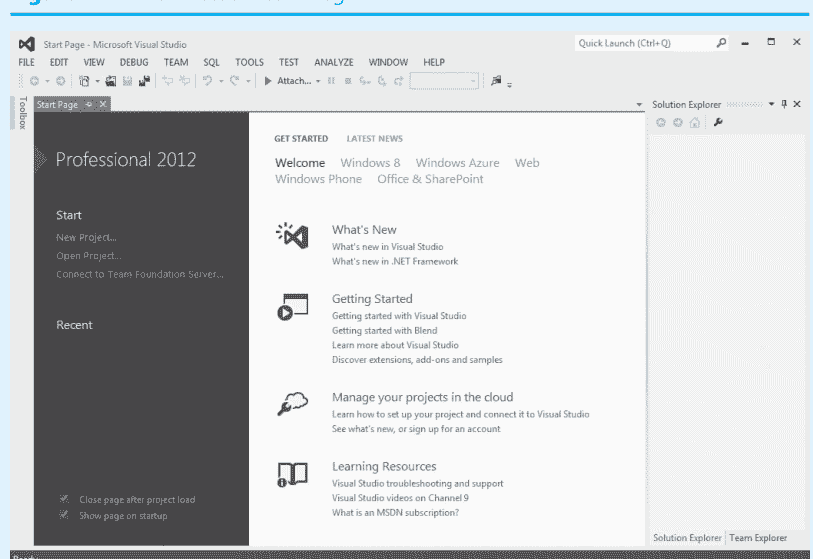 Start Page - Microsoft Visual Studio
Quick Launch (Ctrl+Q)
FILE EDIT VIEW DEBUG TEAM SQL TOOLS TEST ANALYZE WINDOW HELP
Attach...
Toolbox
Start Page
Solution Explorer
GET STARTED LATEST NEWS
Professional 2012
Welcome Windows 8 Windows Azure Web
Windows Phone Office & SharePoint
Start
New Project...
Open Project...
Connect to Team Foundation Server...
Recent
What's New
What's new in Visual Studio
What's new in .NET Framework
Getting Started
Getting started with Visual Studio
Getting started with Blend
Learn more about Visual Studio
Discover extensions, add-ons and samples
Manage your projects in the cloud
Learn how to set up your project and connect it to Visual Studio
See what's new, or sign up for an account
Learning Resources
Visual Studio troubleshooting and support
Visual Studio videos on Channel 9
What is an MSDN subscription?
Close page after project load
Show page on startup
Solution Explorer Team Explorer
Ready